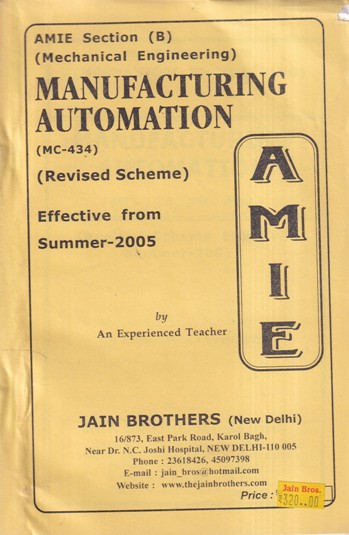 AMIE Section (B)
(Mechanical Engineering)
MANUFACTURING
AUTOMATION
(MC-434)
(Revised Scheme)
Effective from
Summer-2005
AMIE
by
An Experienced Teacher
JAIN BROTHERS (New Delhi)
16/873, East Park Road, Karol Bagh,
Near Dr. N.C. Joshi Hospital, NEW DELHI-110 005
Phone : 23618426, 45097398
E-mail : jain_bros@hotmail.com
Website : www.thejainbrothers.com
Jain Bros.
Price : 320..00